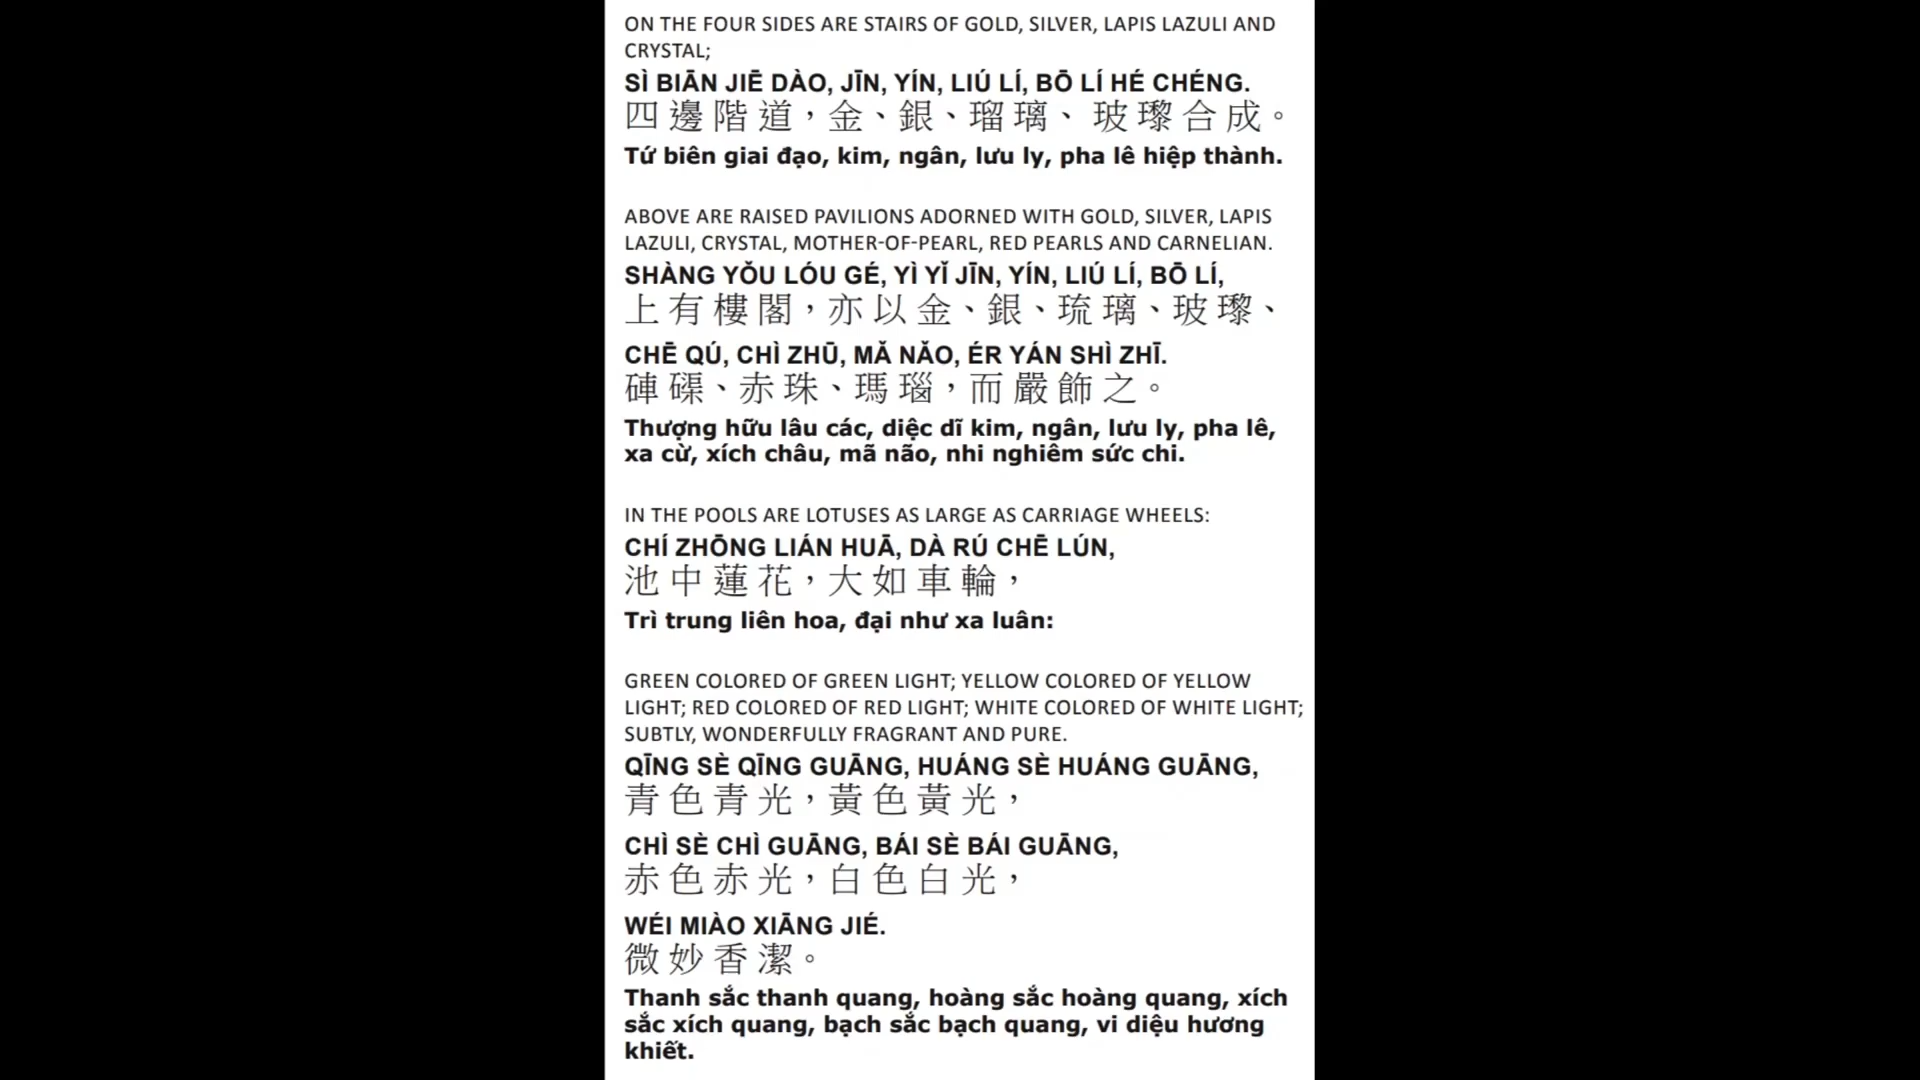 ON THE FOUR SIDES ARE STAIRS OF GOLD, SILVER, LAPIS LAZULI AND
CRYSTAL;
SÌ BIĀN JIĒ DÀO, JĪN, YÍN, LIÚ LÍ, BŌ LÍ HÉ CHÉNG.
四邊階道，金、銀、瑠璃、玻瓈合成。
Tứ biên giai đạo, kim, ngân, lưu ly, pha lê hiệp thành.
ABOVE ARE RAISED PAVILIONS ADORNED WITH GOLD, SILVER, LAPIS
LAZULI, CRYSTAL, MOTHER-OF-PEARL, RED PEARLS AND CARNELIAN.
SHÀNG YǑU LÓU GÉ, YÌ YǏ JĪN, YÍN, LIÚ LÍ, BŌ LÍ,
上有樓閣，亦以金、銀、琉璃、玻瓈、
CHĒ QÚ, CHÌ ZHŪ, MǍ NǍO, ÉR YÁN SHÌ ZHĪ.
硨磲、赤珠、瑪瑙，而嚴飾之。
Thượng hữu lâu các, diệc dĩ kim, ngân, lưu ly, pha lê,
xa cừ, xích châu, mã não, nhi nghiêm sức chi.
IN THE POOLS ARE LOTUSES AS LARGE AS CARRIAGE WHEELS:
CHÍ ZHŌNG LIÁN HUĀ, DÀ RÚ CHĒ LÚN,
池中蓮花，大如車輪，
Trì trung liên hoa, đại như xa luân:
GREEN COLORED OF GREEN LIGHT; YELLOW COLORED OF YELLOW
LIGHT; RED COLORED OF RED LIGHT; WHITE COLORED OF WHITE LIGHT;
SUBTLY, WONDERFULLY FRAGRANT AND PURE.
QĪNG SÈ QĪNG GUĀNG, HUÁNG SÈ HUÁNG GUĀNG,
青色青光，黃色黃光，
CHÌ SÈ CHÌ GUĀNG, BÁI SÈ BÁI GUĀNG,
赤色赤光，白色白光，
WÉI MIÀO XIĀNG JIÉ.
微妙香潔。
Thanh sắc thanh quang, hoàng sắc hoàng quang, xích
sắc xích quang, bạch sắc bạch quang, vi diệu hương
khiết.